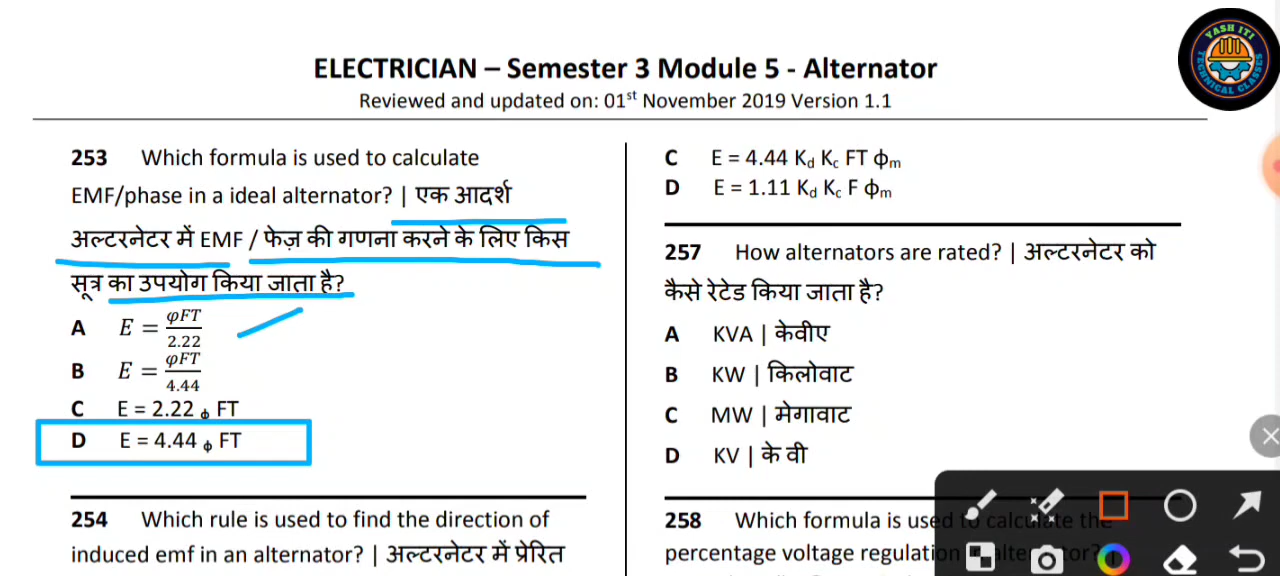 YASH ITI
TECHNICAL CLASSES
ELECTRICIAN – Semester 3 Module 5 - Alternator
Reviewed and updated on: 01st November 2019 Version 1.1
253 Which formula is used to calculate
EMF/phase in a ideal alternator? | एक आदर्श
अल्टरनेटर में EMF / फेज़ की गणना करने के लिए किस
सूत्र का उपयोग किया जाता है?
A E = φFT/2.22
B E = φFT/4.44
C E = 2.22 ϕ FT
D E = 4.44 ϕ FT
254 Which rule is used to find the direction of
induced emf in an alternator? | अल्टरनेटर में प्रेरित
C E = 4.44 Kd Kc FT ϕm
D E = 1.11 Kd Kc F ϕm
257 How alternators are rated? | अल्टरनेटर को
कैसे रेटेड किया जाता है?
A KVA | केवीए
B KW | किलोवाट
C MW | मेगावाट
D KV | के वी
258 Which formula is used to calculate the
percentage voltage regulation alternator?